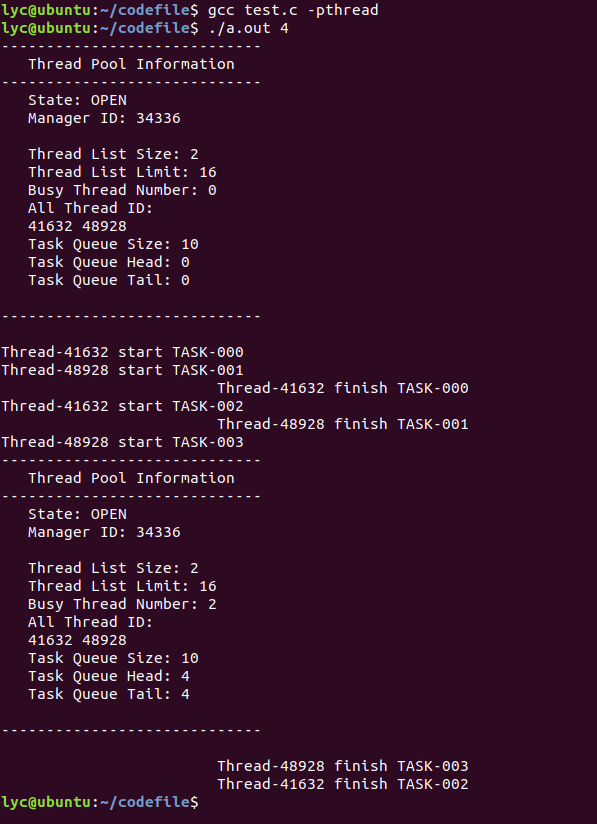 lyc@ubuntu:~/codefile$ gcc test.c -pthread
lyc@ubuntu:~/codefile$ ./a.out 4
-----------------------------
   Thread Pool Information
-----------------------------
   State: OPEN
   Manager ID: 34336

   Thread List Size: 2
   Thread List Limit: 16
   Busy Thread Number: 0
   All Thread ID:
   41632 48928
   Task Queue Size: 10
   Task Queue Head: 0
   Task Queue Tail: 0

-----------------------------

Thread-41632 start TASK-000
Thread-48928 start TASK-001
                        Thread-41632 finish TASK-000
Thread-41632 start TASK-002
                        Thread-48928 finish TASK-001
Thread-48928 start TASK-003
-----------------------------
   Thread Pool Information
-----------------------------
   State: OPEN
   Manager ID: 34336

   Thread List Size: 2
   Thread List Limit: 16
   Busy Thread Number: 2
   All Thread ID:
   41632 48928
   Task Queue Size: 10
   Task Queue Head: 4
   Task Queue Tail: 4

-----------------------------

                        Thread-48928 finish TASK-003
                        Thread-41632 finish TASK-002
lyc@ubuntu:~/codefile$